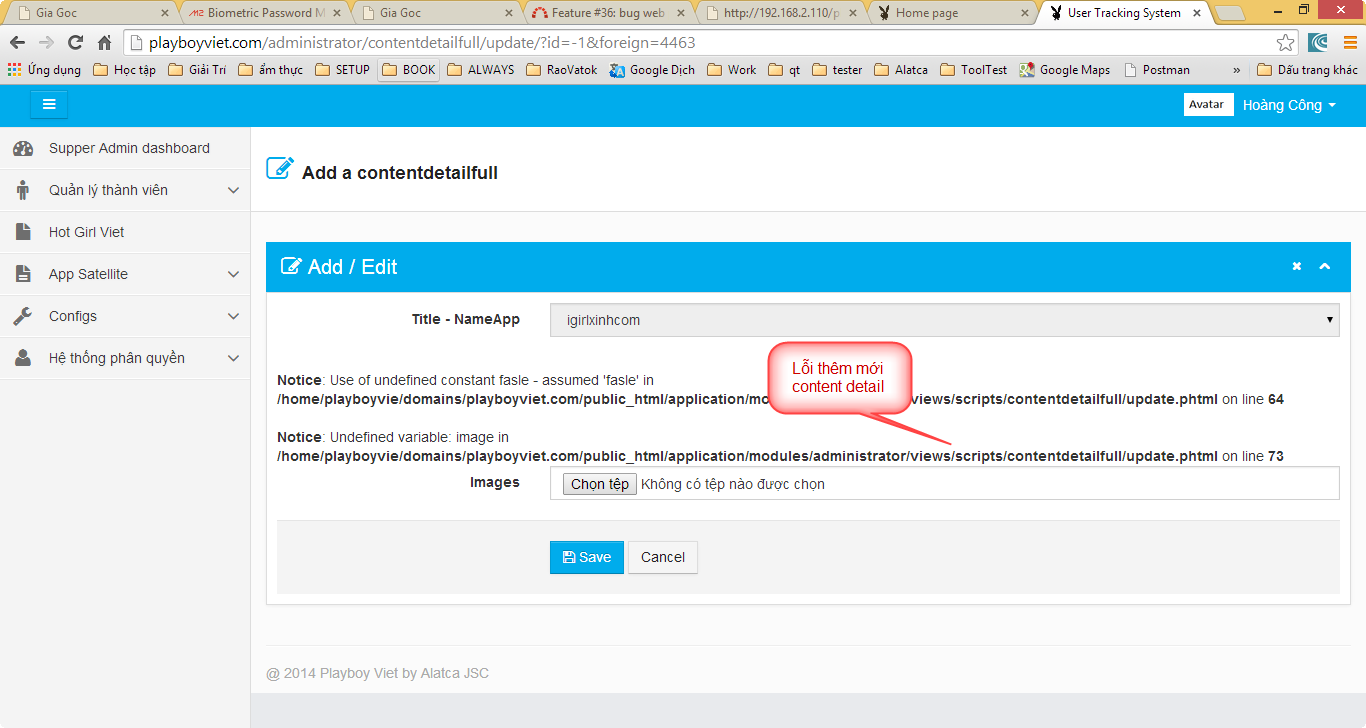 Gia Goc
Biometric Password M
Gia Goc
Feature #36: bug web
http://192.168.2.110/p
Home page
User Tracking System
playboyviet.com/administrator/contentdetailfull/update/?id=-1&foreign=4463
Ứng dụng
Học tập
Giải Trí
ẩm thực
SETUP
BOOK
ALWAYS
RaoVatok
Google Dịch
Work
qt
tester
Alatca
ToolTest
Google Maps
Postman
»
Dấu trang khác
Avatar
Hoàng Công
Supper Admin dashboard
Quản lý thành viên
Hot Girl Viet
App Satellite
Configs
Hệ thống phân quyền
Add a contentdetailfull
Add / Edit
Title - NameApp
igirlxinhcom
Lỗi thêm mới
content detail
Notice: Use of undefined constant fasle - assumed 'fasle' in
/home/playboyvie/domains/playboyviet.com/public_html/application/mo views/scripts/contentdetailfull/update.phtml on line 64
Notice: Undefined variable: image in
/home/playboyvie/domains/playboyviet.com/public_html/application/modules/administrator/views/scripts/contentdetailfull/update.phtml on line 73
Images
Chọn tệp Không có tệp nào được chọn
Save
Cancel
@ 2014 Playboy Viet by Alatca JSC